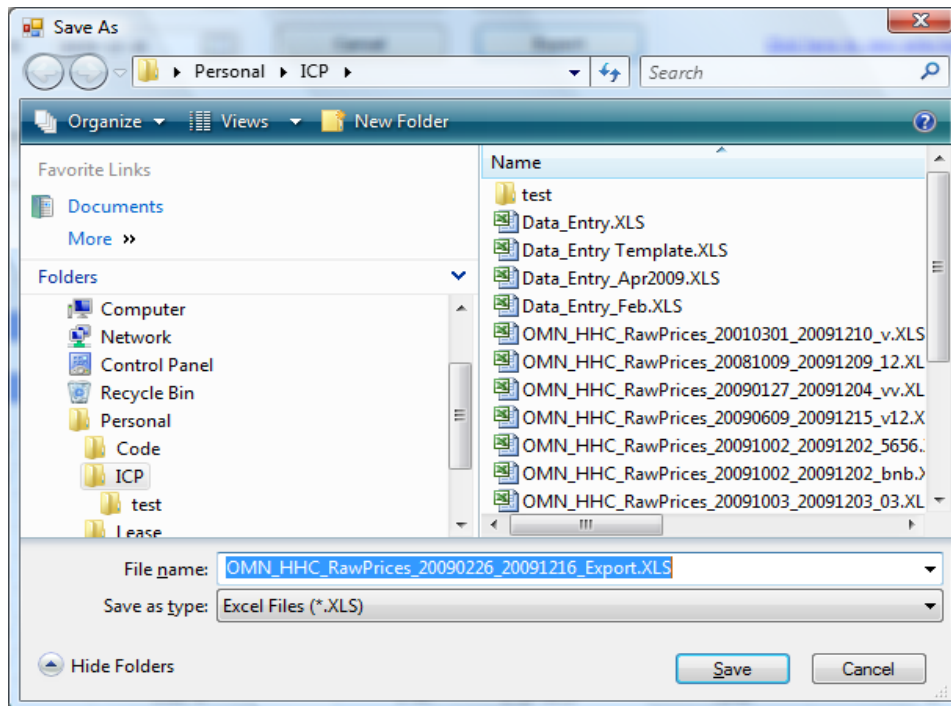 Save As
Personal ICP
Search
Organize Views New Folder
Favorite Links
Documents
More »
Folders
Computer
Network
Control Panel
Recycle Bin
Personal
Code
ICP
test
Lease
Name
test
Data_Entry.XLS
Data_Entry Template.XLS
Data_Entry_Apr2009.XLS
Data_Entry_Feb.XLS
OMN_HHC_RawPrices_20010301_20091210_v.XLS
OMN_HHC_RawPrices_20081009_20091209_12.XL
OMN_HHC_RawPrices_20090127_20091204_vv.XL
OMN_HHC_RawPrices_20090609_20091215_v12.X
OMN_HHC_RawPrices_20091002_20091202_5656.
OMN_HHC_RawPrices_20091002_20091202_bnb.X
OMN_HHC_RawPrices_20091003_20091203_03.XL
File name: OMN_HHC_RawPrices_20090226_20091216_Export.XLS
Save as type: Excel Files (*.XLS)
Hide Folders
Save Cancel